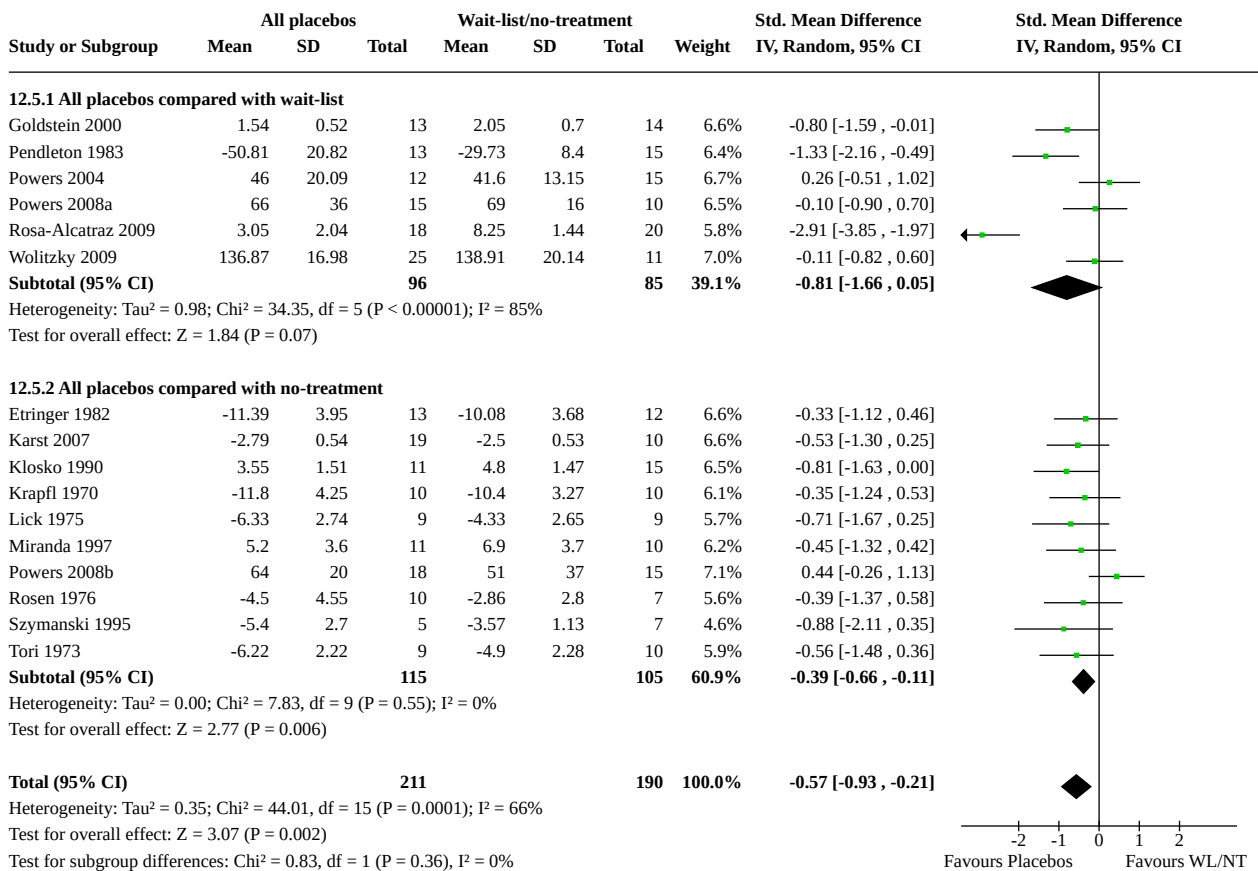 All placebos Wait-list/no-treatment Std. Mean Difference Std. Mean Difference
Study or Subgroup Mean SD Total Mean SD Total Weight IV, Random, 95% CI IV, Random, 95% CI
12.5.1 All placebos compared with wait-list
Goldstein 2000 1.54 0.52 13 2.05 0.7 14 6.6% -0.80 [-1.59 , -0.01]
Pendleton 1983 -50.81 20.82 13 -29.73 8.4 15 6.4% -1.33 [-2.16 , -0.49]
Powers 2004 46 20.09 12 41.6 13.15 15 6.7% 0.26 [-0.51 , 1.02]
Powers 2008a 66 36 15 69 16 10 6.5% -0.10 [-0.90 , 0.70]
Rosa-Alcatraz 2009 3.05 2.04 18 8.25 1.44 20 5.8% -2.91 [-3.85 , -1.97]
Wolitzky 2009 136.87 16.98 25 138.91 20.14 11 7.0% -0.11 [-0.82 , 0.60]
Subtotal (95% CI) 96 85 39.1% -0.81 [-1.66 , 0.05]
Heterogeneity: Tau² = 0.98; Chi² = 34.35, df = 5 (P < 0.00001); I² = 85%
Test for overall effect: Z = 1.84 (P = 0.07)
12.5.2 All placebos compared with no-treatment
Etringer 1982 -11.39 3.95 13 -10.08 3.68 12 6.6% -0.33 [-1.12 , 0.46]
Karst 2007 -2.79 0.54 19 -2.5 0.53 10 6.6% -0.53 [-1.30 , 0.25]
Klosko 1990 3.55 1.51 11 4.8 1.47 15 6.5% -0.81 [-1.63 , 0.00]
Krapfl 1970 -11.8 4.25 10 -10.4 3.27 10 6.1% -0.35 [-1.24 , 0.53]
Lick 1975 -6.33 2.74 9 -4.33 2.65 9 5.7% -0.71 [-1.67 , 0.25]
Miranda 1997 5.2 3.6 11 6.9 3.7 10 6.2% -0.45 [-1.32 , 0.42]
Powers 2008b 64 20 18 51 37 15 7.1% 0.44 [-0.26 , 1.13]
Rosen 1976 -4.5 4.55 10 -2.86 2.8 7 5.6% -0.39 [-1.37 , 0.58]
Szymanski 1995 -5.4 2.7 5 -3.57 1.13 7 4.6% -0.88 [-2.11 , 0.35]
Tori 1973 -6.22 2.22 9 -4.9 2.28 10 5.9% -0.56 [-1.48 , 0.36]
Subtotal (95% CI) 115 105 60.9% -0.39 [-0.66 , -0.11]
Heterogeneity: Tau² = 0.00; Chi² = 7.83, df = 9 (P = 0.55); I² = 0%
Test for overall effect: Z = 2.77 (P = 0.006)
Total (95% CI) 211 190 100.0% -0.57 [-0.93 , -0.21]
Heterogeneity: Tau² = 0.35; Chi² = 44.01, df = 15 (P = 0.0001); I² = 66%
Test for overall effect: Z = 3.07 (P = 0.002)
-2 -1 0 1 2
Test for subgroup differences: Chi² = 0.83, df = 1 (P = 0.36), I² = 0% Favours Placebos Favours WL/NT